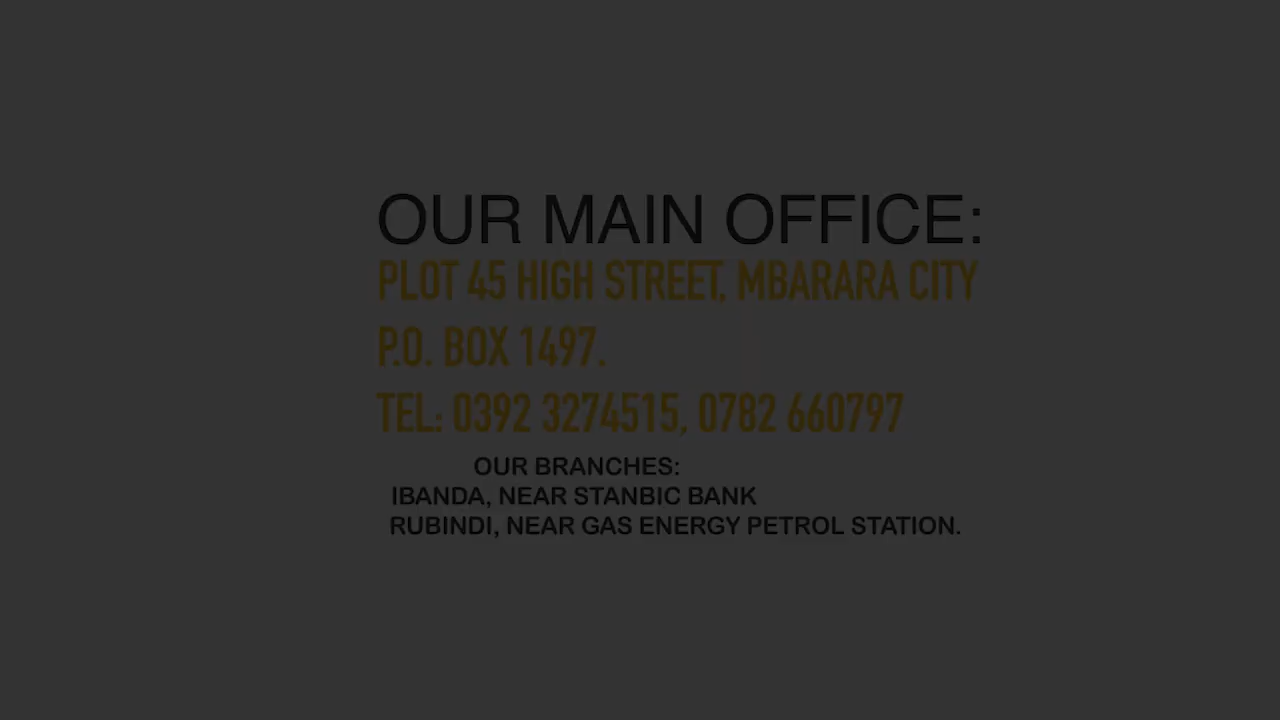 OUR MAIN OFFICE:
PLOT 45 HIGH STREET, MBARARA CITY
P.O. BOX 1497.
TEL: 0392 3274515, 0782 660797
OUR BRANCHES:
IBANDA, NEAR STANBIC BANK
RUBINDI, NEAR GAS ENERGY PETROL STATION.